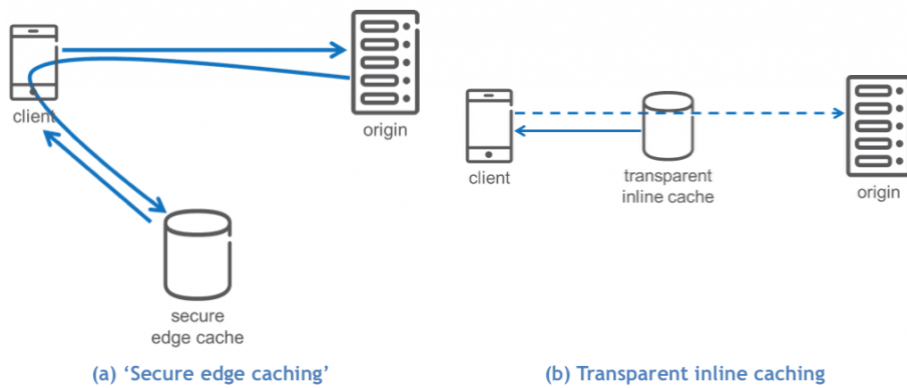 client
origin
secure
edge cache
(a) ‘Secure edge caching’
client
transparent
inline cache
origin
(b) Transparent inline caching